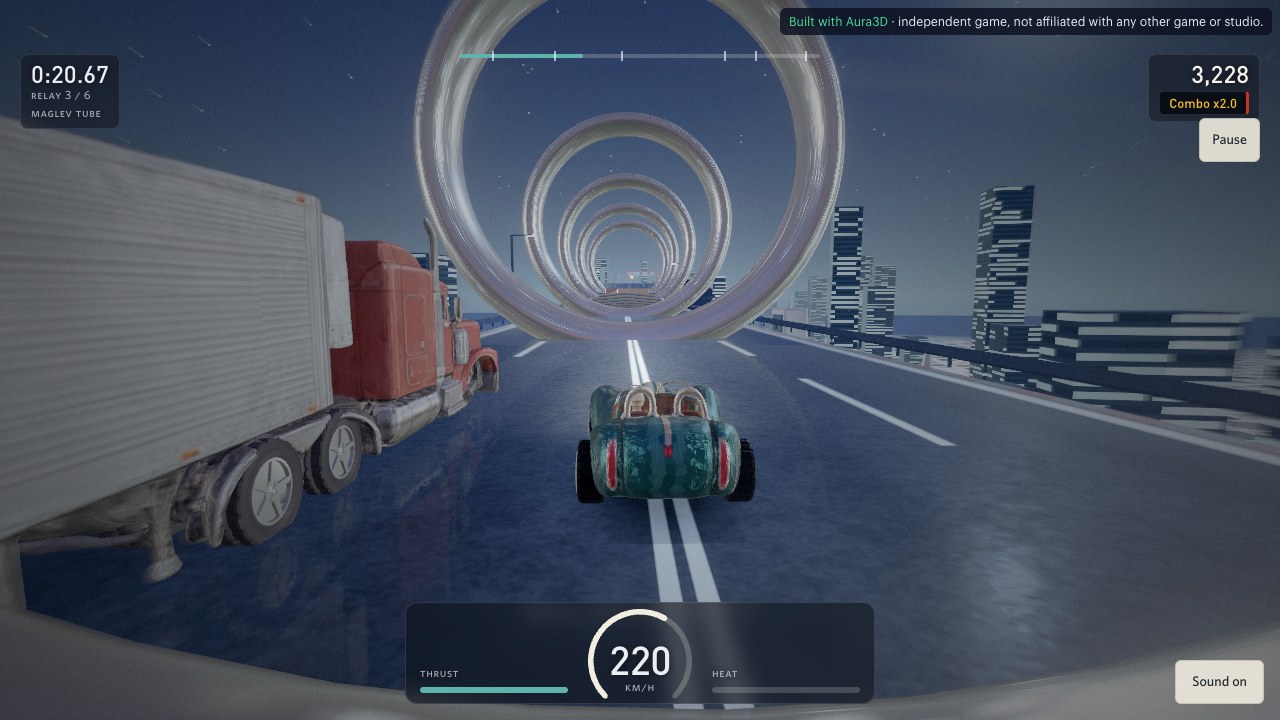 Built with Aura3D · independent game, not affiliated with any other game or studio.
0:20.67
RELAY 3 / 6
MAGLEV TUBE
3,228
Combo x2.0
Pause
THRUST
220
KM/H
HEAT
Sound on